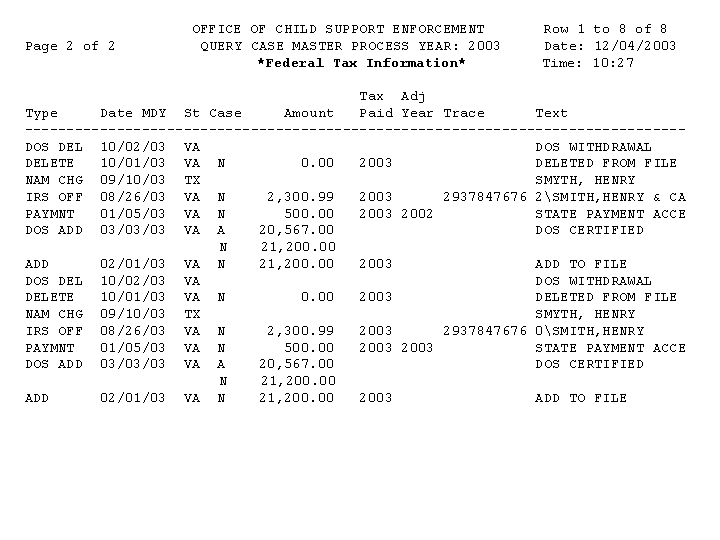 OFFICE OF CHILD SUPPORT ENFORCEMENT Row 1 to 8 of 8
Page 2 of 2 QUERY CASE MASTER PROCESS YEAR: 2003 Date: 12/04/2003
*Federal Tax Information* Time: 10:27
Tax Adj
Type Date MDY St Case Amount Paid Year Trace Text
-------------------------------------------------------------------------------
DOS DEL 10/02/03 VA DOS WITHDRAWAL
DELETE 10/01/03 VA N 0.00 2003 DELETED FROM FILE
NAM CHG 09/10/03 TX SMYTH, HENRY
IRS OFF 08/26/03 VA N 2,300.99 2003 2937847676 2\SMITH,HENRY & CA
PAYMNT 01/05/03 VA N 500.00 2003 2002 STATE PAYMENT ACCE
DOS ADD 03/03/03 VA A 20,567.00 DOS CERTIFIED
N 21,200.00
ADD 02/01/03 VA N 21,200.00 2003 ADD TO FILE
DOS DEL 10/02/03 VA DOS WITHDRAWAL
DELETE 10/01/03 VA N 0.00 2003 DELETED FROM FILE
NAM CHG 09/10/03 TX SMYTH, HENRY
IRS OFF 08/26/03 VA N 2,300.99 2003 2937847676 0\SMITH,HENRY
PAYMNT 01/05/03 VA N 500.00 2003 2003 STATE PAYMENT ACCE
DOS ADD 03/03/03 VA A 20,567.00 DOS CERTIFIED
N 21,200.00
ADD 02/01/03 VA N 21,200.00 2003 ADD TO FILE